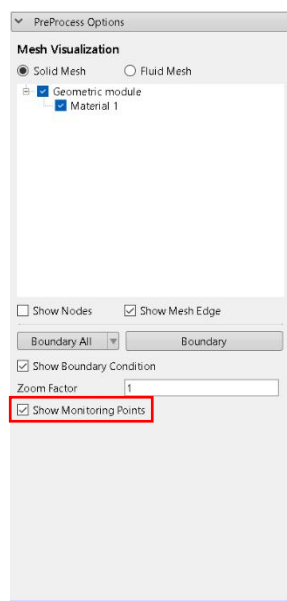 PreProcess Options
Mesh Visualization
Solid Mesh Fluid Mesh
Geometric module
Material 1
Show Nodes Show Mesh Edge
Boundary All Boundary
Show Boundary Condition
Zoom Factor 1
Show Monitoring Points